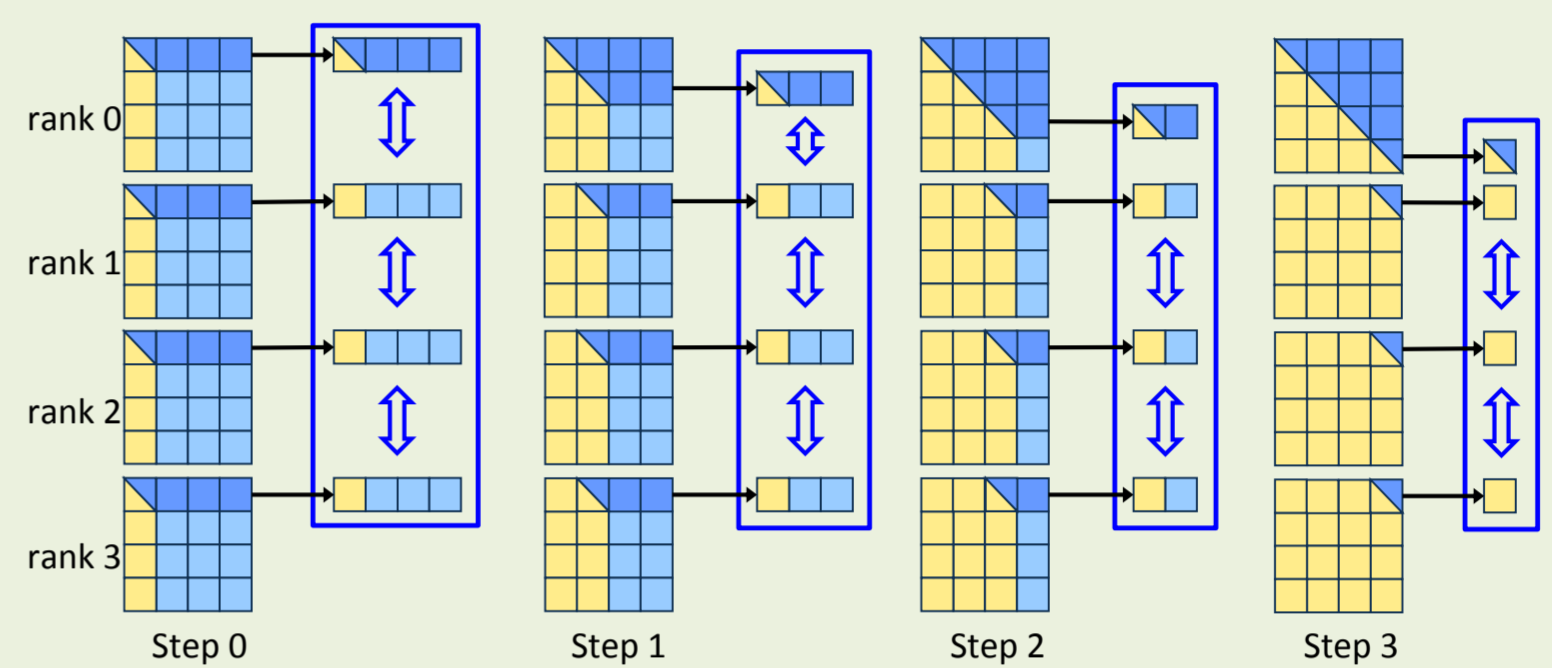 rank 0
rank 1
rank 2
rank 3
Step 0
Step 1
Step 2
Step 3